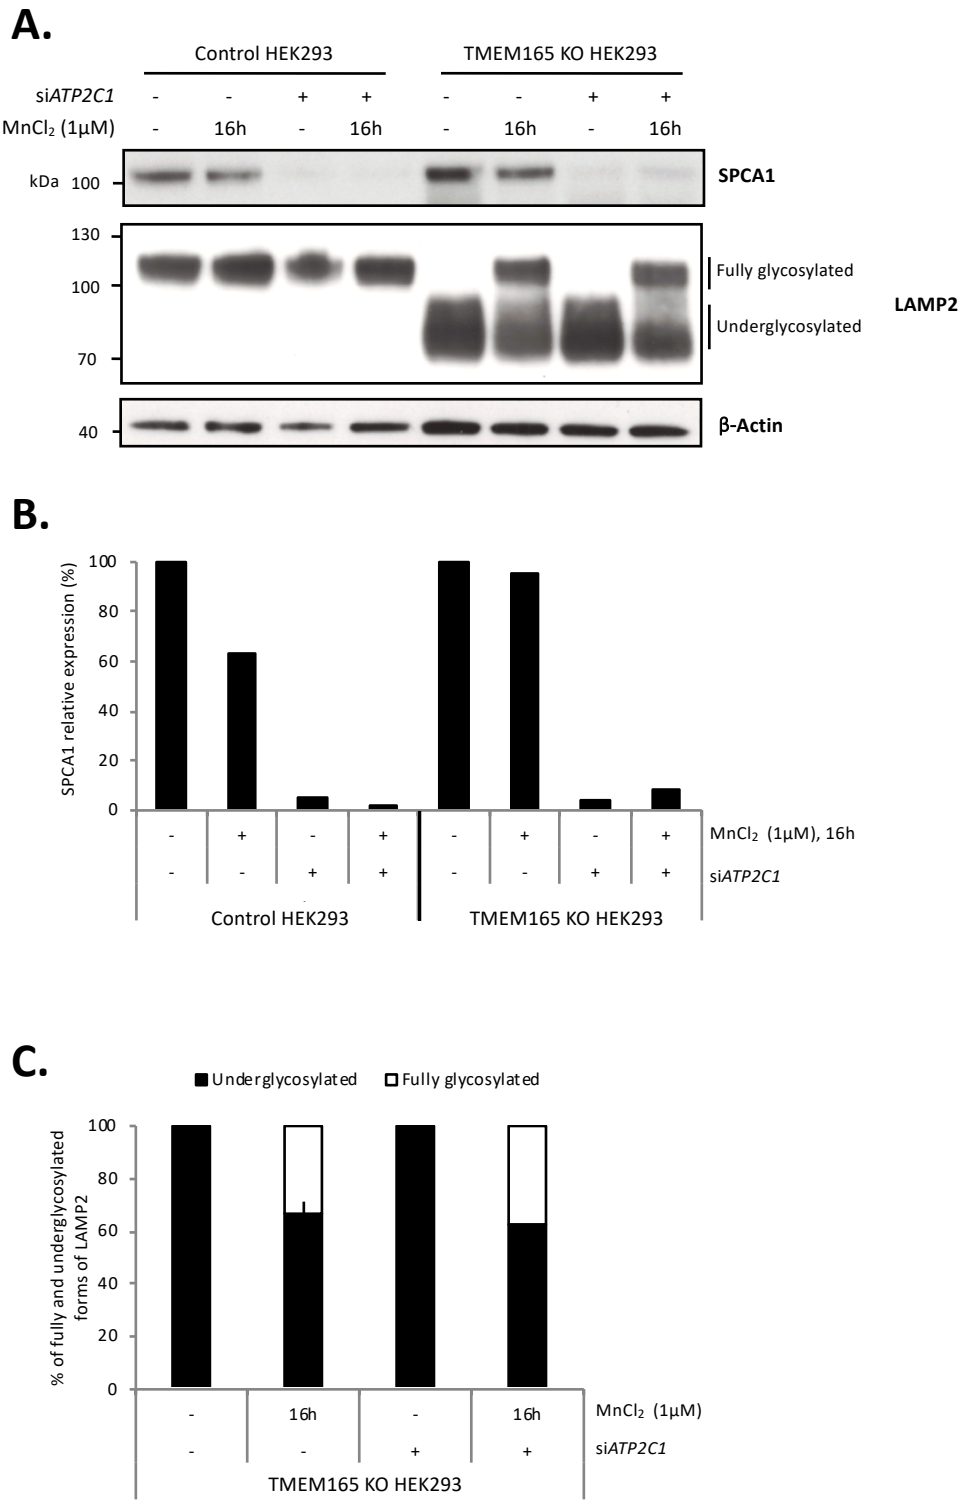 A.
Control HEK293 TMEM165 KO HEK293
siATP2C1 - - + + - - + +
MnCl₂ (1µM) - 16h - 16h - 16h - 16h
kDa 100 SPCA1
130
100
70
Fully glycosylated
Underglycosylated
LAMP2
40 β-Actin
B.
SPCA1 relative expression (%)
100
80
60
40
20
0
- + - + - + - + MnCl₂ (1µM), 16h
- - + + - - + + siATP2C1
Control HEK293 TMEM165 KO HEK293
C.
Underglycosylated Fully glycosylated
% of fully and underglycosylated
forms of LAMP2
100
80
60
40
20
0
- 16h - 16h MnCl₂ (1µM)
- - + + siATP2C1
TMEM165 KO HEK293